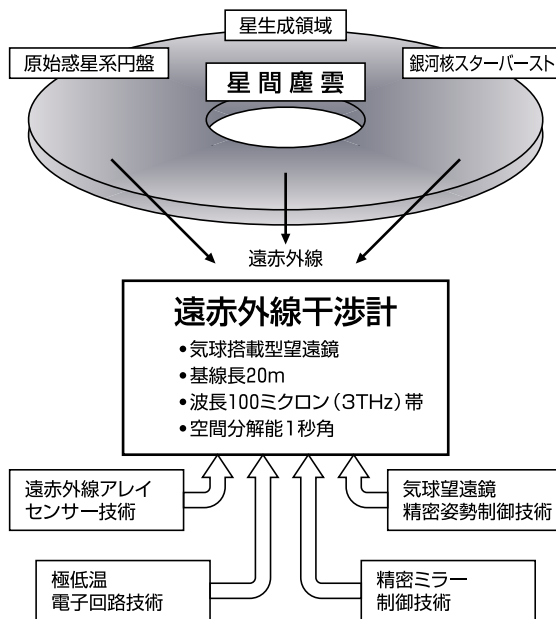 星生成領域
原始惑星系円盤
銀河核スターバースト
星間塵雲
遠赤外線
遠赤外線干渉計
•気球搭載型望遠鏡
•基線長20m
•波長100ミクロン(3THz)帯
•空間分解能1秒角
遠赤外線アレイ
センサー技術
気球望遠鏡
精密姿勢制御技術
極低温
電子回路技術
精密ミラー
制御技術